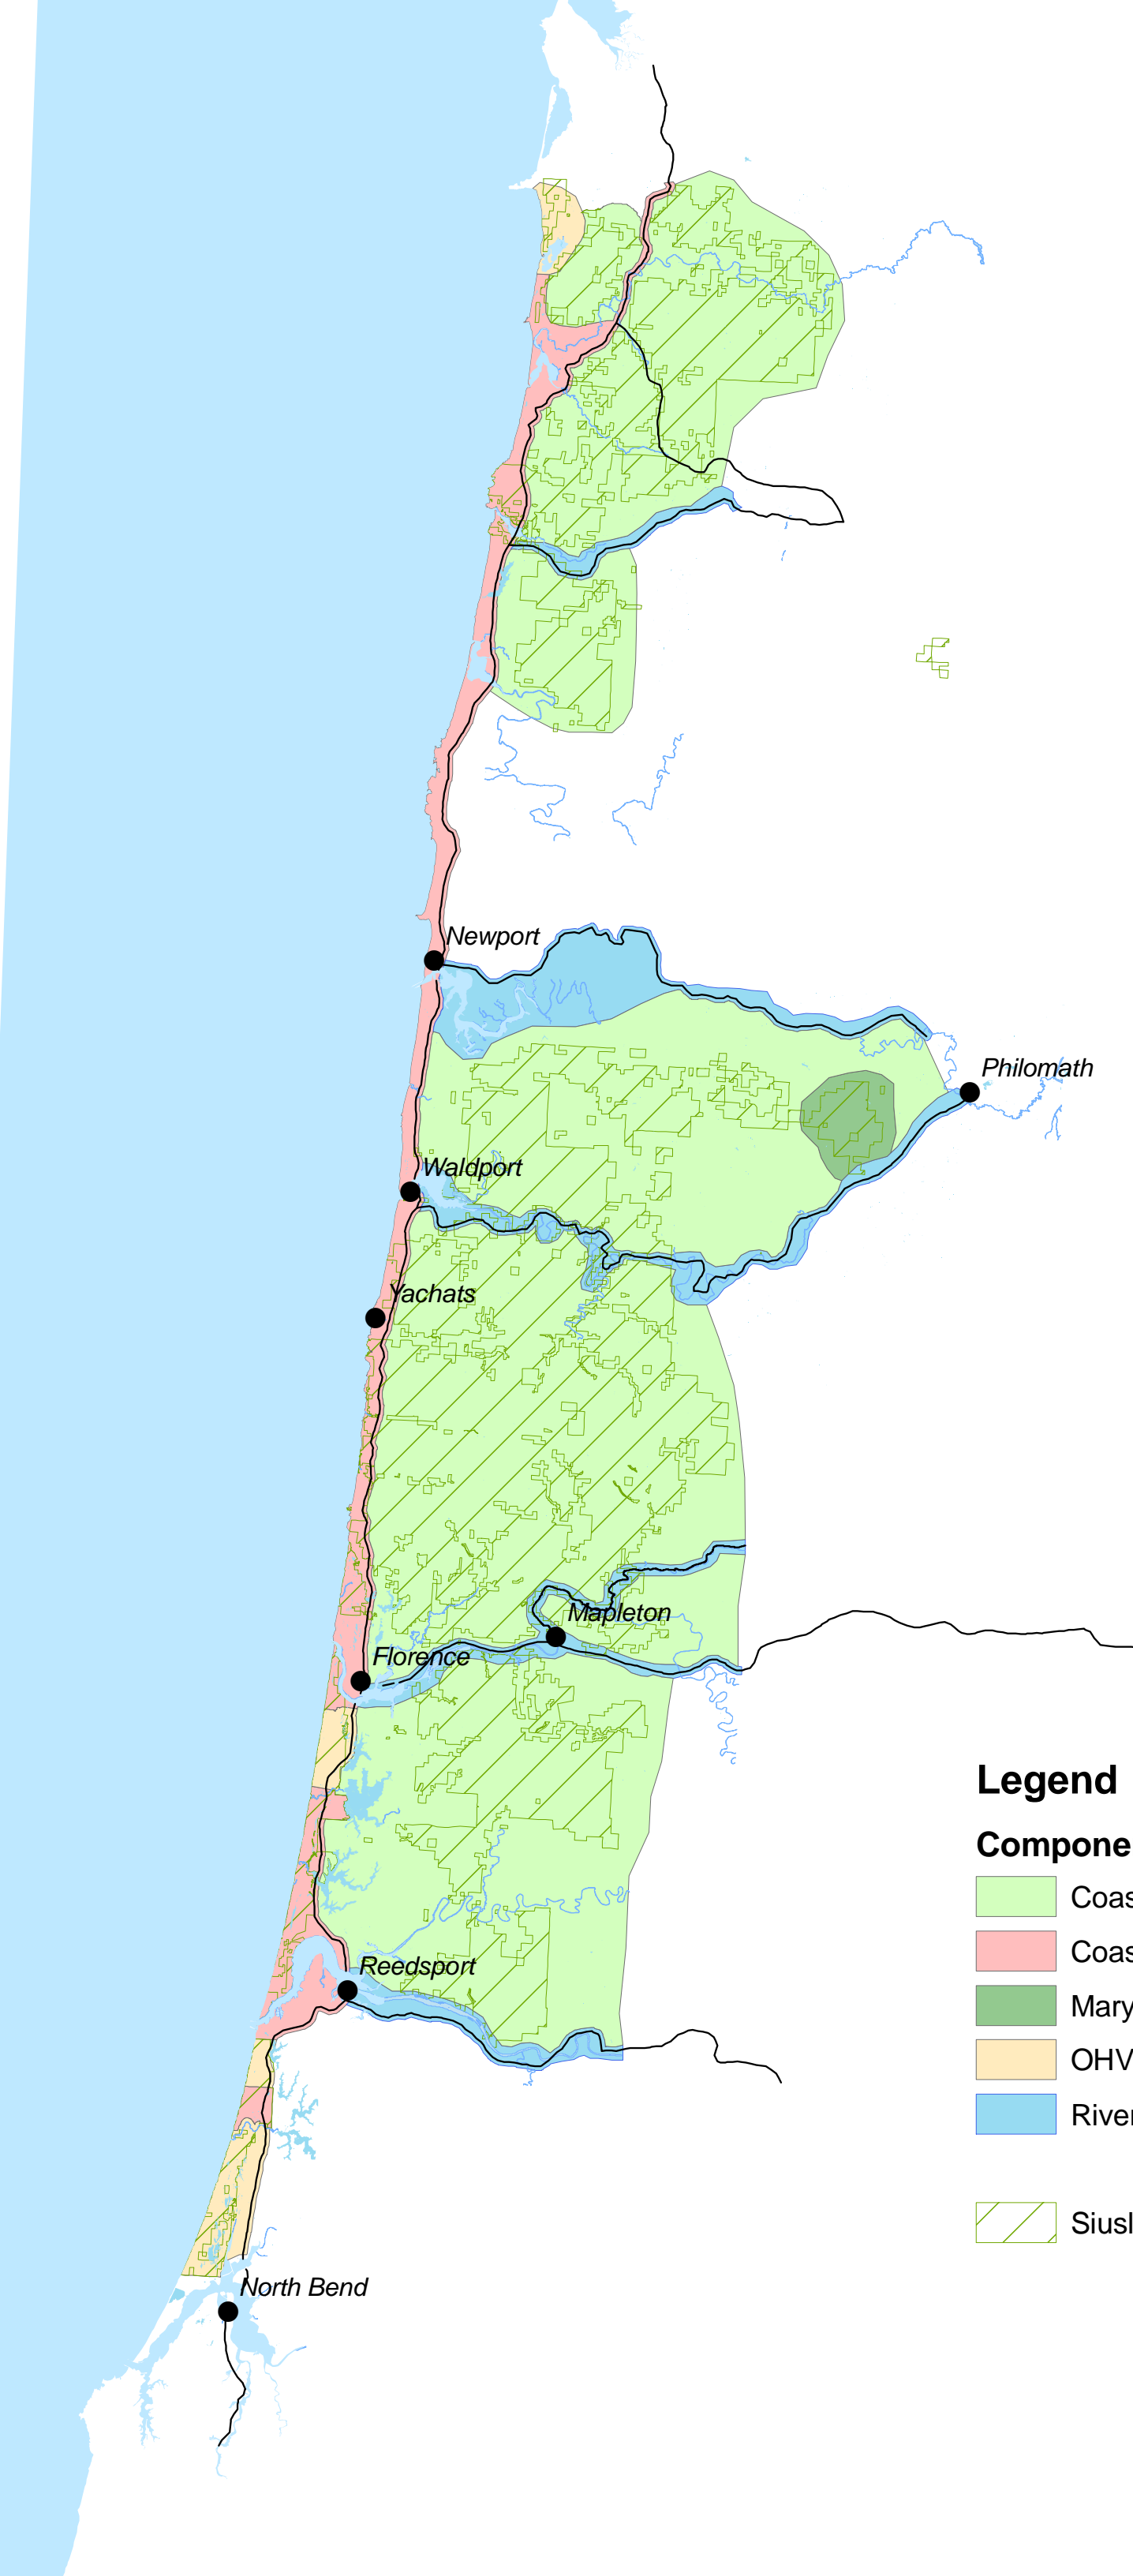 Newport
Philomath
Waldport
Yachats
Mapleton
Florence
Legend
Compone
Coas
Coas
Mary
OHV
River
Siusl
Reedsport
North Bend